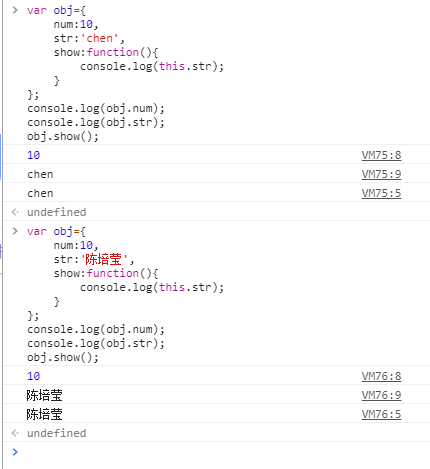 var obj={
num:10,
str:'chen',
show:function(){
console.log(this.str);
}
};
console.log(obj.num);
console.log(obj.str);
obj.show();
10 VM75:8
chen VM75:9
chen VM75:5
undefined
var obj={
num:10,
str:'陈培莹',
show:function(){
console.log(this.str);
}
};
console.log(obj.num);
console.log(obj.str);
obj.show();
10 VM76:8
陈培莹 VM76:9
陈培莹 VM76:5
undefined